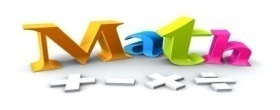 Math
+ − × ÷